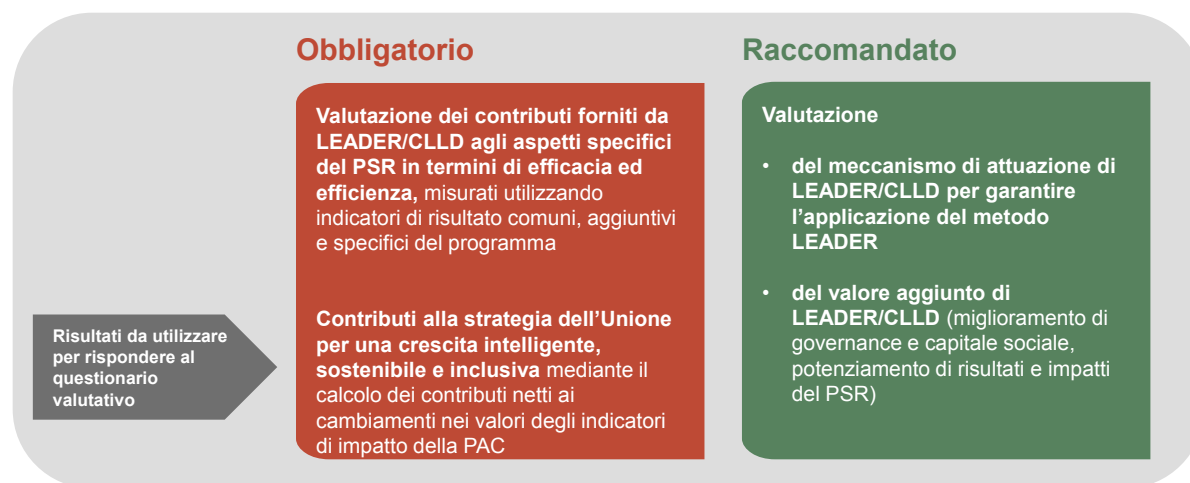 Obbligatorio
Valutazione dei contributi forniti da
LEADER/CLLD agli aspetti specifici
del PSR in termini di efficacia ed
efficienza, misurati utilizzando
indicatori di risultato comuni, aggiuntivi
e specifici del programma
Contributi alla strategia dell’Unione
per una crescita intelligente,
sostenibile e inclusiva mediante il
calcolo dei contributi netti ai
cambiamenti nei valori degli indicatori
di impatto della PAC
Raccomandato
Valutazione
• del meccanismo di attuazione di
LEADER/CLLD per garantire
l’applicazione del metodo
LEADER
• del valore aggiunto di
LEADER/CLLD (miglioramento di
governance e capitale sociale,
potenziamento di risultati e impatti
del PSR)
Risultati da utilizzare
per rispondere al
questionario
valutativo